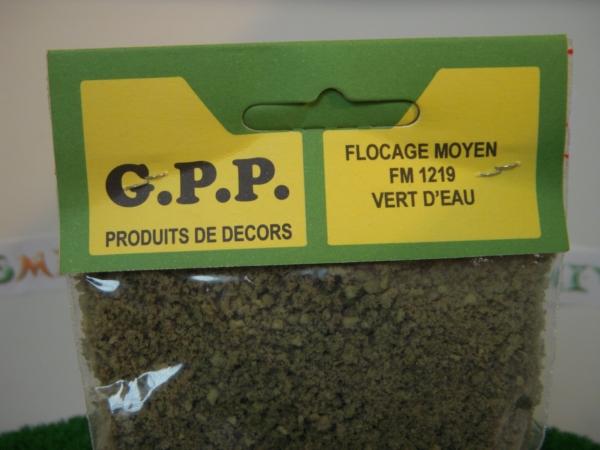 G.P.P.
PRODUITS DE DECORS
FLOCAGE MOYEN
FM 1219
VERT D'EAU